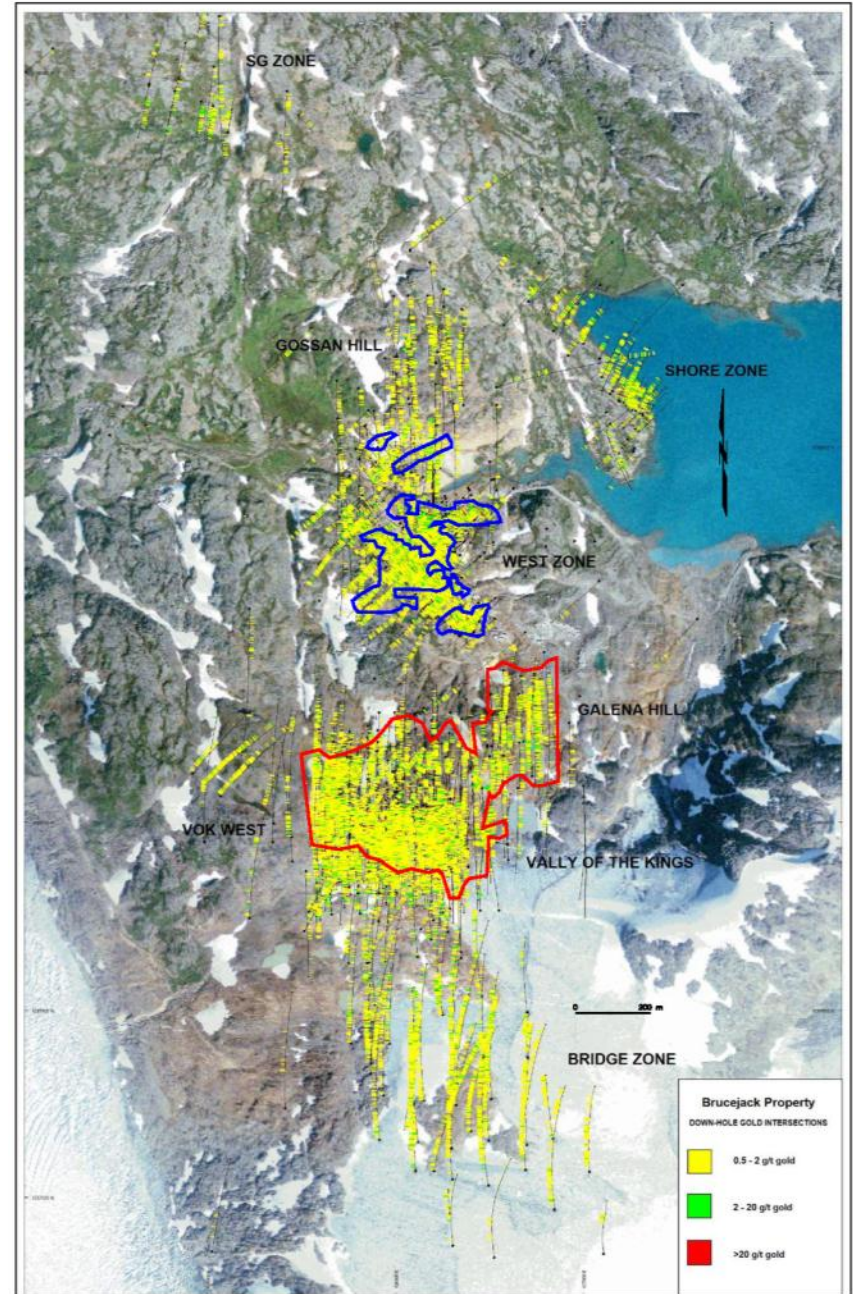 SG ZONE
GOSSAN HILL
SHORE ZONE
WEST ZONE
GALENA HILL
VOK WEST
VALLY OF THE KINGS
0 200 m
BRIDGE ZONE
Brucejack Property
DOWN-HOLE GOLD INTERSECTIONS
0.5 - 2 g/t gold
2 - 20 g/t gold
>20 g/t gold